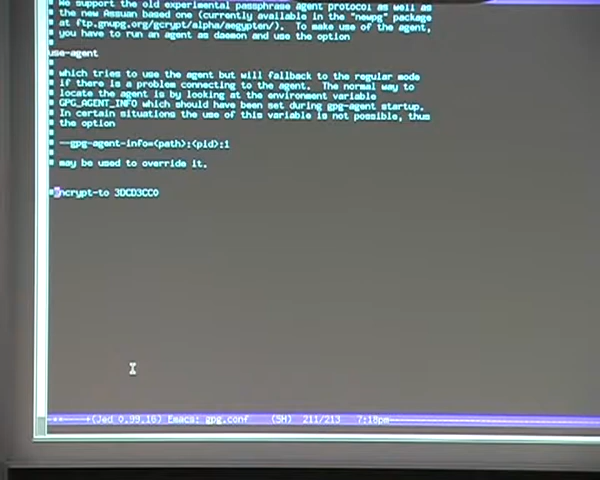 # We support the old experimental passphrase agent protocol as well as
# the new Assuan based one (currently available in the "newpg" package
# at ftp.gnupg.org/gcrypt/alpha/aegypten/).  To make use of the agent,
# you have to run an agent as daemon and use the option
use-agent
# which tries to use the agent but will fallback to the regular mode
# if there is a problem connecting to the agent.  The normal way to
# locate the agent is by looking at the environment variable
# GPG_AGENT_INFO which should have been set during gpg-agent startup.
# In certain situations the use of this variable is not possible, thus
# the option
# --gpg-agent-info=<path>:<pid>:1
# may be used to override it.
#encrypt-to 3DCD3CC0
(Jed 0.99.16) Emacs: gpg.conf (SH) 211/213 7:18pm